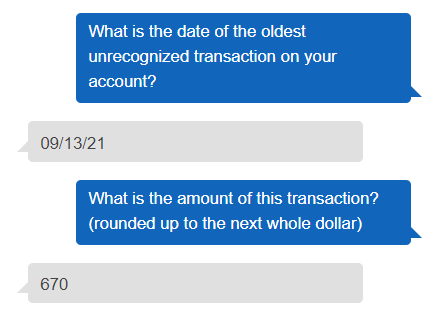 What is the date of the oldest
unrecognized transaction on your
account?
09/13/21
What is the amount of this transaction?
(rounded up to the next whole dollar)
670